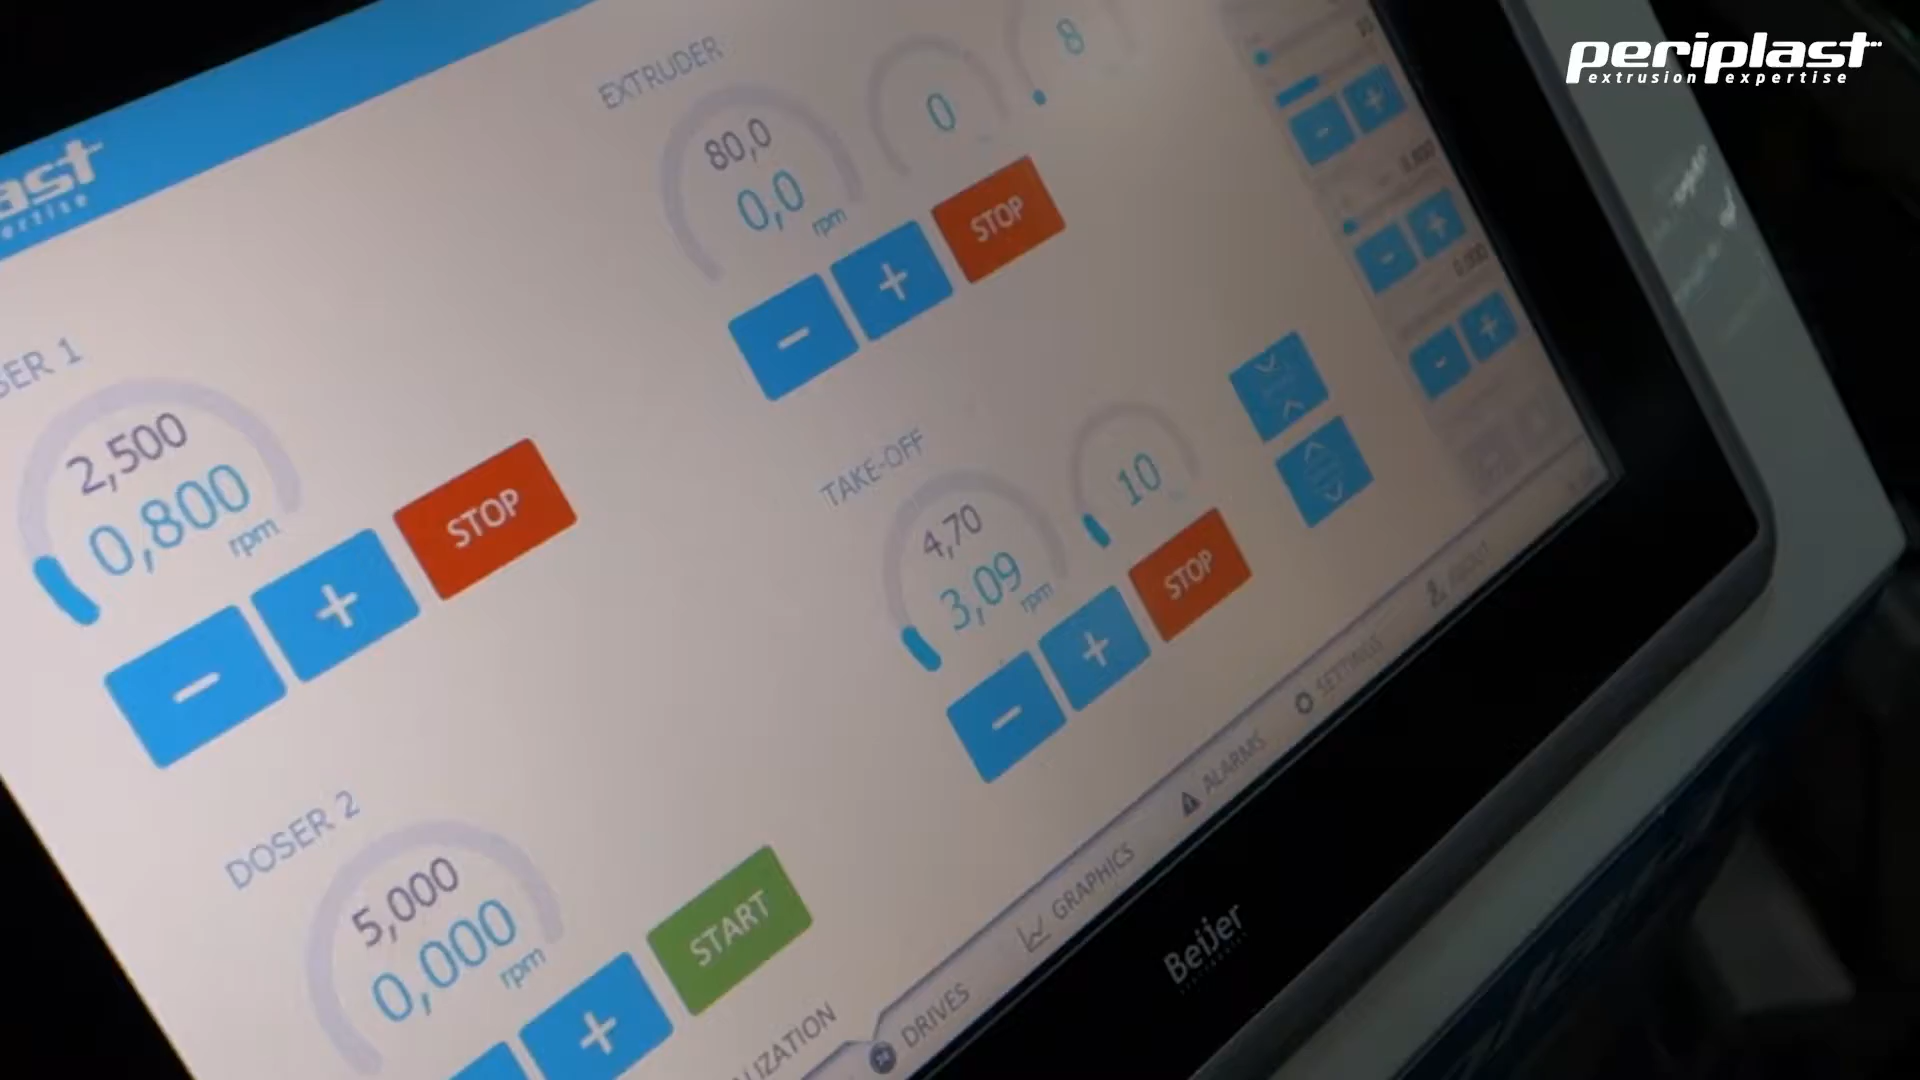 periplast
extrusion expertise
ast
ertise
EXTRUDER
80,0
0,0
rpm
0
8
- + STOP
SER 1
2,500
0,800
rpm
- + STOP
TAKE-OFF
4,70
3,09
rpm
10
- + STOP
DOSER 2
5,000
0,000
rpm
+ START
LIZATION
DRIVES
GRAPHICS
ALARMS
SETTINGS
BeiJer